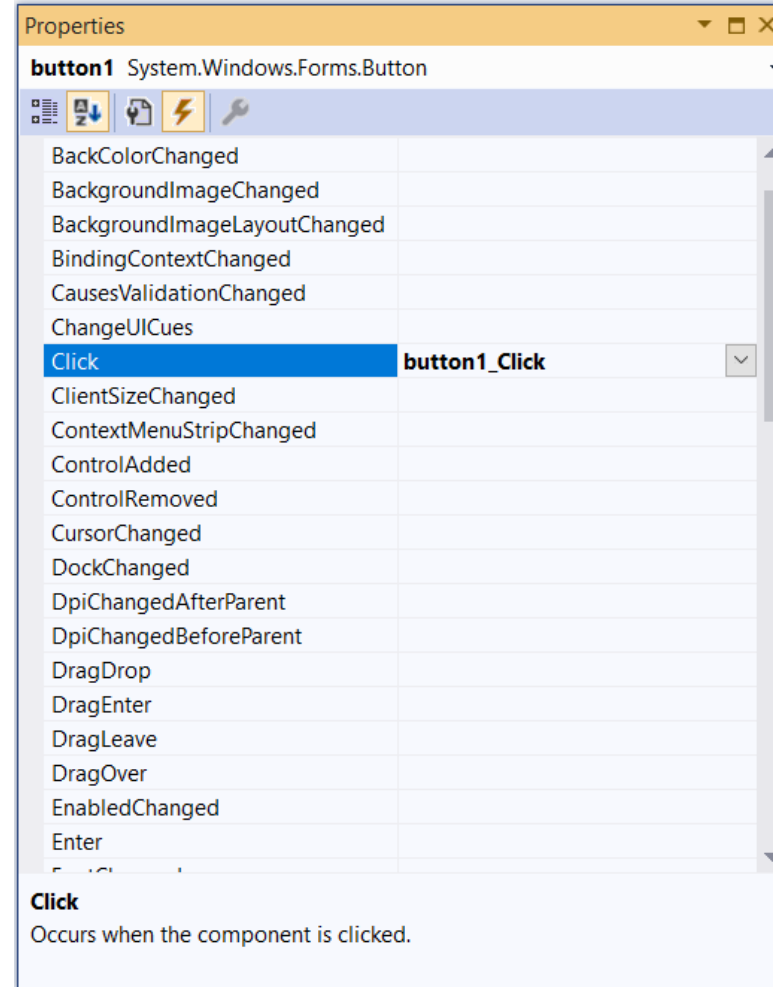 Properties
button1 System.Windows.Forms.Button
BackColorChanged
BackgroundImageChanged
BackgroundImageLayoutChanged
BindingContextChanged
CausesValidationChanged
ChangeUICues
Click button1_Click
ClientSizeChanged
ContextMenuStripChanged
ControlAdded
ControlRemoved
CursorChanged
DockChanged
DpiChangedAfterParent
DpiChangedBeforeParent
DragDrop
DragEnter
DragLeave
DragOver
EnabledChanged
Enter
Click
Occurs when the component is clicked.